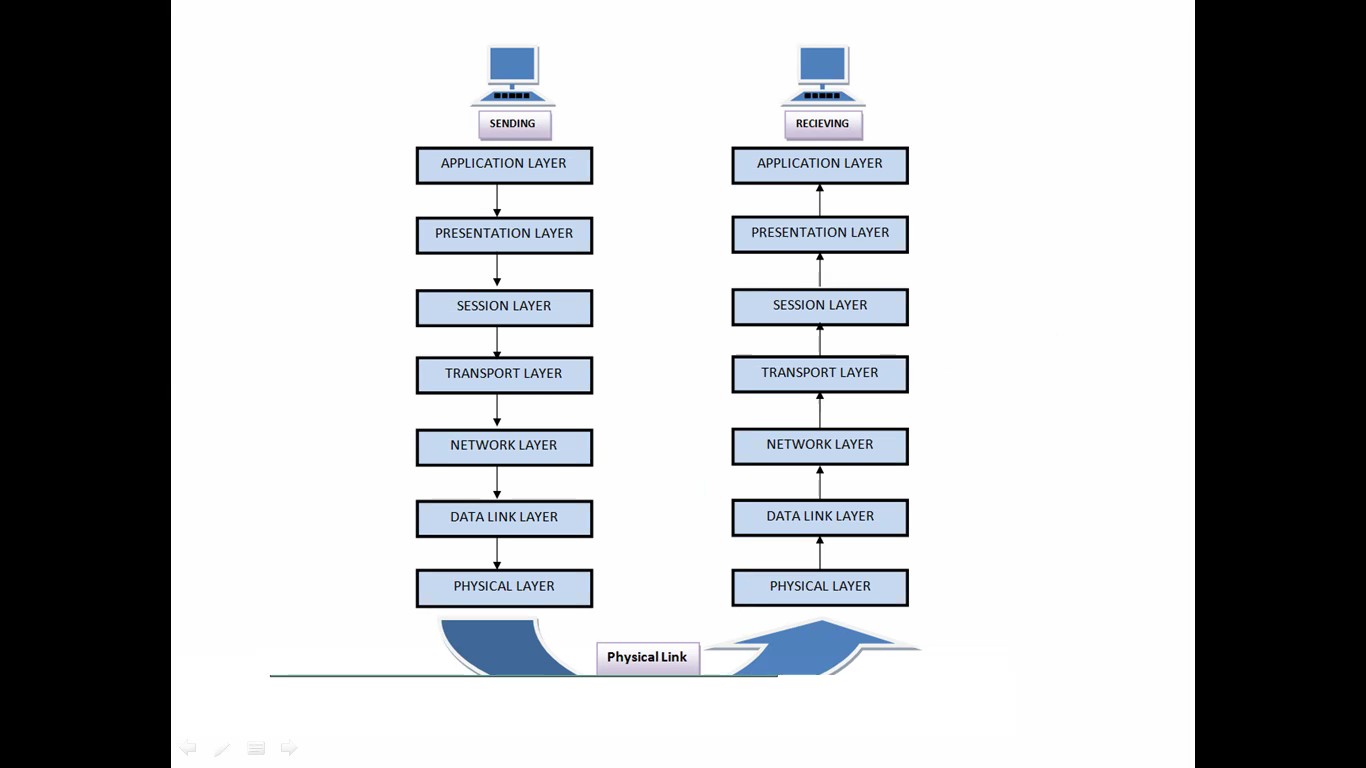 SENDING
APPLICATION LAYER
PRESENTATION LAYER
SESSION LAYER
TRANSPORT LAYER
NETWORK LAYER
DATA LINK LAYER
PHYSICAL LAYER
RECIEVING
APPLICATION LAYER
PRESENTATION LAYER
SESSION LAYER
TRANSPORT LAYER
NETWORK LAYER
DATA LINK LAYER
PHYSICAL LAYER
Physical Link